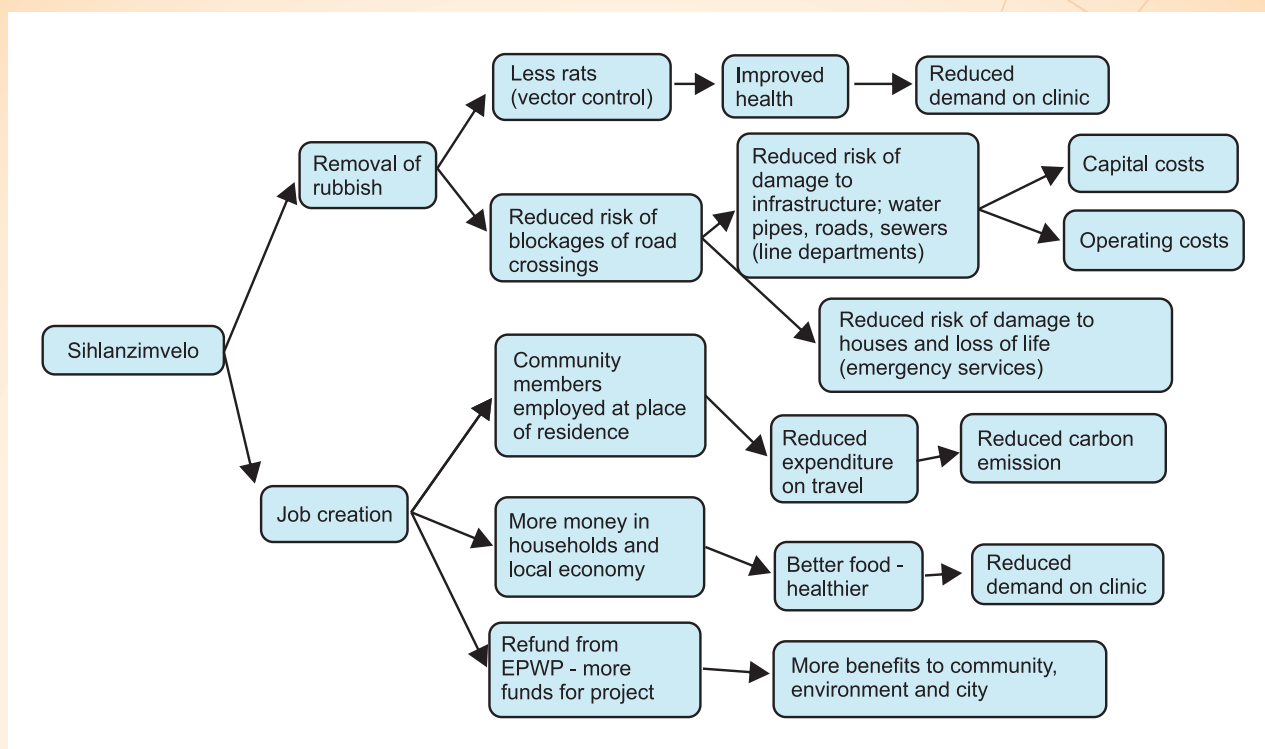 Less rats
(vector control)
Improved
health
Reduced
demand on clinic
Removal of
rubbish
Reduced risk of
blockages of road
crossings
Reduced risk of
damage to
infrastructure; water
pipes, roads, sewers
(line departments)
Capital costs
Operating costs
Reduced risk of damage to
houses and loss of life
(emergency services)
Sihlanzimvelo
Community
members
employed at place
of residence
Reduced
expenditure
on travel
Reduced carbon
emission
Job creation
More money in
households and
local economy
Better food -
healthier
Reduced
demand on clinic
Refund from
EPWP - more
funds for project
More benefits to community,
environment and city